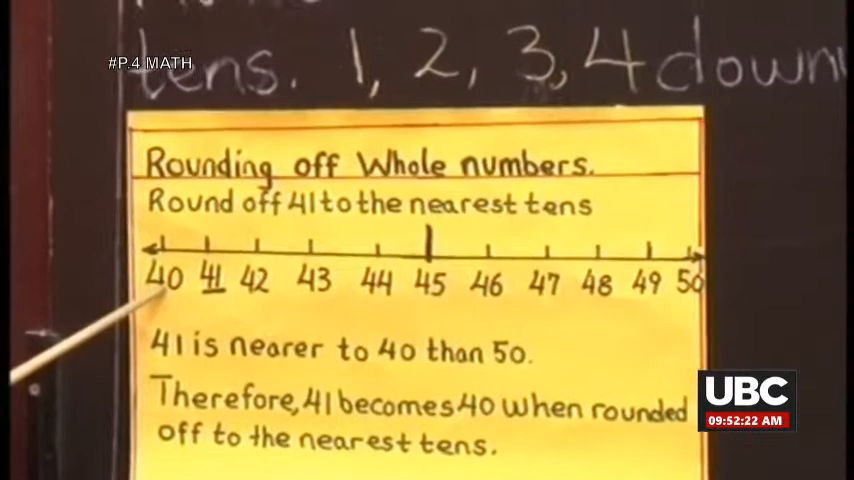 #P.4 MATH
tens. 1, 2, 3, 4 down
Rounding off Whole numbers.
Round off 41 to the nearest tens
40 41 42 43 44 45 46 47 48 49 50
41 is nearer to 40 than 50.
Therefore, 41 becomes 40 when rounded
off to the nearest tens.
UBC
09:52:22 AM